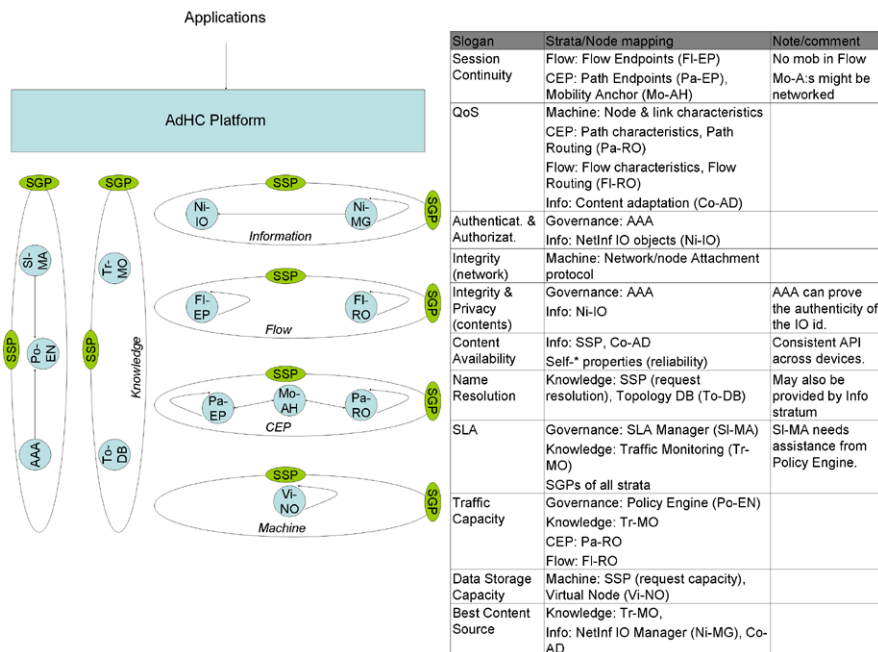 Applications
AdHC Platform
SGP
SGP
SSP
SGP
Ni-
IO
Ni-
MG
Information
Sl-
MA
Tr-
MO
SSP
SGP
Fl-
EP
Fl-
RO
Flow
SSP
Po-
EN
SSP
Knowledge
SSP
SGP
Pa-
EP
Mo-
AH
Pa-
RO
CEP
AAA
To-
DB
SSP
SGP
Vi-
NO
Machine
Slogan Strata/Node mapping Note/comment
Session Flow: Flow Endpoints (Fl-EP) No mob in Flow
Continuity CEP: Path Endpoints (Pa-EP), Mo-A:s might be
Mobility Anchor (Mo-AH) networked
QoS Machine: Node & link characteristics
CEP: Path characteristics, Path
Routing (Pa-RO)
Flow: Flow characteristics, Flow
Routing (Fl-RO)
Info: Content adaptation (Co-AD)
Authenticat. & Governance: AAA
Authorizat. Info: NetInf IO objects (Ni-IO)
Integrity Machine: Network/node Attachment
(network) protocol
Integrity & Governance: AAA AAA can prove
Privacy Info: Ni-IO the authenticity of
(contents) the IO id.
Content Info: SSP, Co-AD Consistent API
Availability Self-* properties (reliability) across devices.
Name Knowledge: SSP (request May also be
Resolution resolution), Topology DB (To-DB) provided by Info
stratum
SLA Governance: SLA Manager (Sl-MA) Sl-MA needs
Knowledge: Traffic Monitoring (Tr- assistance from
MO) Policy Engine.
SGPs of all strata
Traffic Governance: Policy Engine (Po-EN)
Capacity Knowledge: Tr-MO
CEP: Pa-RO
Flow: Fl-RO
Data Storage Machine: SSP (request capacity),
Capacity Virtual Node (Vi-NO)
Best Content Knowledge: Tr-MO,
Source Info: NetInf IO Manager (Ni-MG), Co-
AD